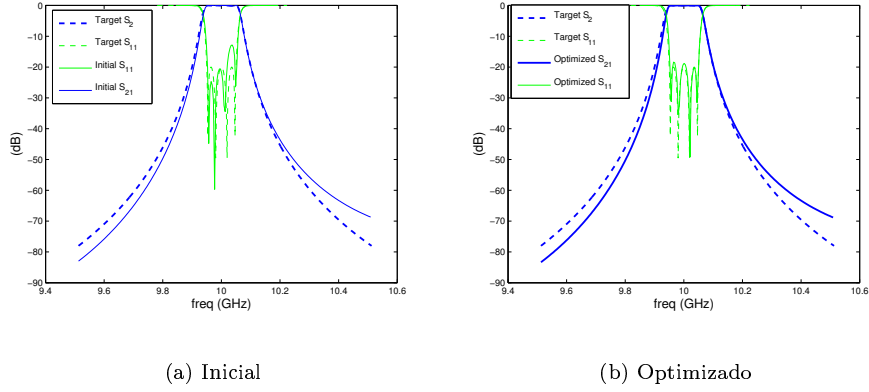 Target S2
Target S11
Initial S11
Initial S21
0
−10
−20
−30
−40
−50
−60
−70
−80
−90
(dB)
9.4 9.6 9.8 10 10.2 10.4 10.6
freq (GHz)
(a) Inicial
Target S2
Target S11
Optimized S21
Optimized S11
0
−10
−20
−30
−40
−50
−60
−70
−80
−90
(dB)
9.4 9.6 9.8 10 10.2 10.4 10.6
freq (GHz)
(b) Optimizado